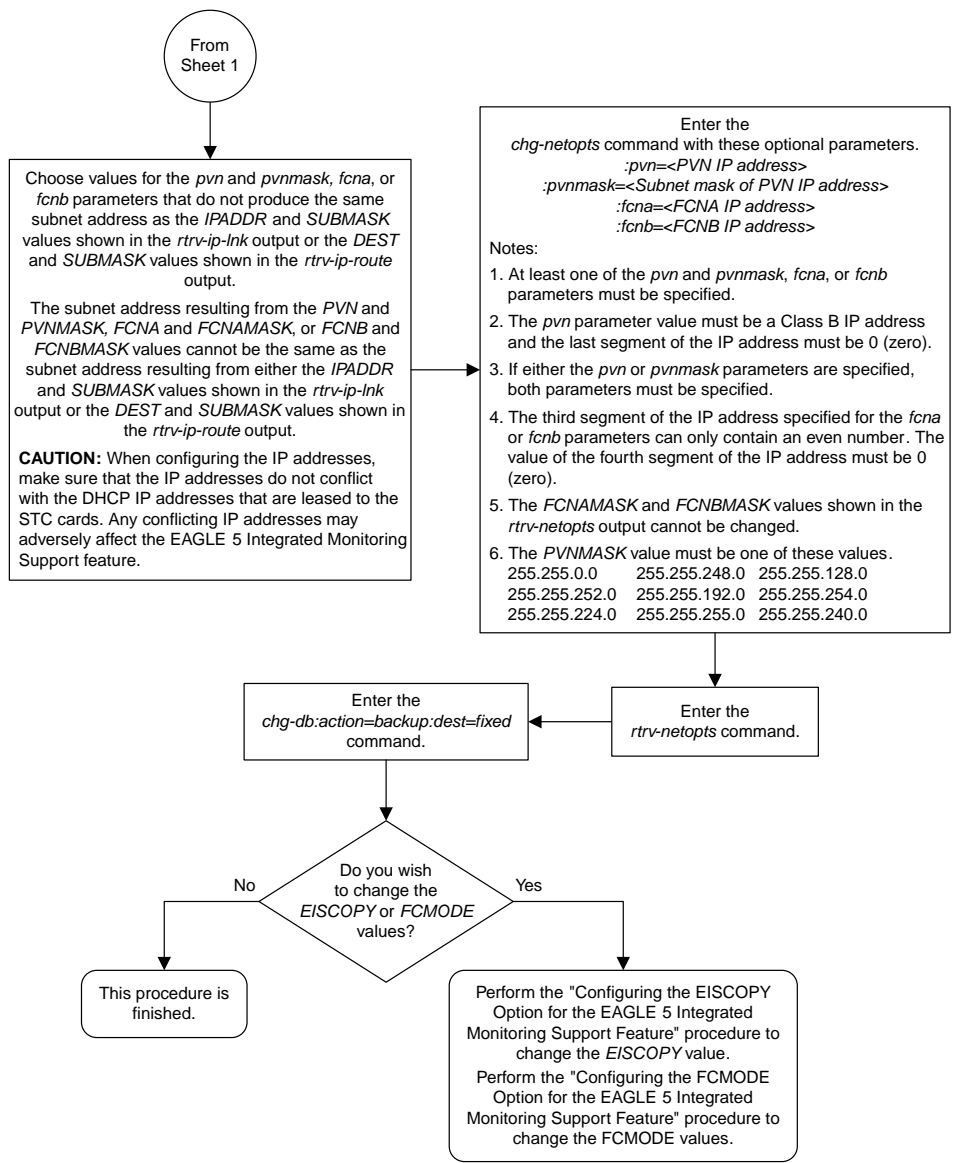 From
Sheet 1
Choose values for the pvn and pvnmask, fcna, or
fcnb parameters that do not produce the same
subnet address as the IPADDR and SUBMASK
values shown in the rtrv-ip-lnk output or the DEST
and SUBMASK values shown in the rtrv-ip-route
output.
The subnet address resulting from the PVN and
PVNMASK, FCNA and FCNAMASK, or FCNB and
FCNBMASK values cannot be the same as the
subnet address resulting from either the IPADDR
and SUBMASK values shown in the rtrv-ip-lnk
output or the DEST and SUBMASK values shown in
the rtrv-ip-route output.
CAUTION: When configuring the IP addresses,
make sure that the IP addresses do not conflict
with the DHCP IP addresses that are leased to the
STC cards. Any conflicting IP addresses may
adversely affect the EAGLE 5 Integrated Monitoring
Support feature.
Enter the
chg-netopts command with these optional parameters.
:pvn=<PVN IP address>
:pvnmask=<Subnet mask of PVN IP address>
:fcna=<FCNA IP address>
:fcnb=<FCNB IP address>
Notes:
1. At least one of the pvn and pvnmask, fcna, or fcnb
parameters must be specified.
2. The pvn parameter value must be a Class B IP address
and the last segment of the IP address must be 0 (zero).
3. If either the pvn or pvnmask parameters are specified,
both parameters must be specified.
4. The third segment of the IP address specified for the fcna
or fcnb parameters can only contain an even number. The
value of the fourth segment of the IP address must be 0
(zero).
5. The FCNAMASK and FCNBMASK values shown in the
rtrv-netopts output cannot be changed.
6. The PVNMASK value must be one of these values.
255.255.0.0 255.255.248.0 255.255.128.0
255.255.252.0 255.255.192.0 255.255.254.0
255.255.224.0 255.255.255.0 255.255.240.0
Enter the
rtrv-netopts command.
Enter the
chg-db:action=backup:dest=fixed
command.
Do you wish
to change the
EISCOPY or FCMODE
values?
No
Yes
This procedure is
finished.
Perform the "Configuring the EISCOPY
Option for the EAGLE 5 Integrated
Monitoring Support Feature" procedure to
change the EISCOPY value.
Perform the "Configuring the FCMODE
Option for the EAGLE 5 Integrated
Monitoring Support Feature" procedure to
change the FCMODE values.